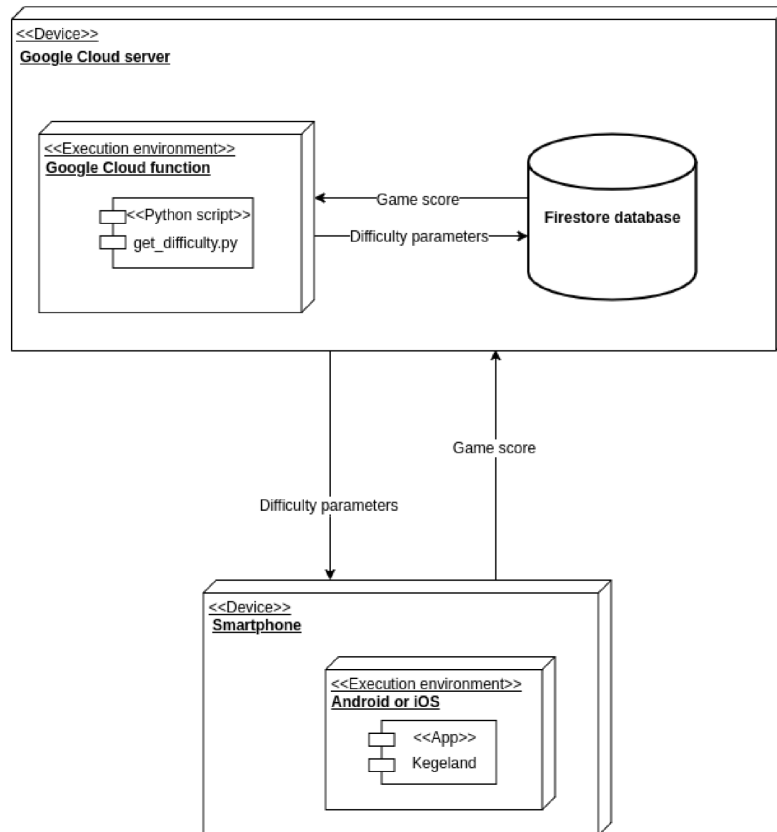 <<Device>>
Google Cloud server
<<Execution environment>>
Google Cloud function
<<Python script>>
get_difficulty.py
Game score
Difficulty parameters
Firestore database
Game score
Difficulty parameters
<<Device>>
Smartphone
<<Execution environment>>
Android or iOS
<<App>>
Kegeland